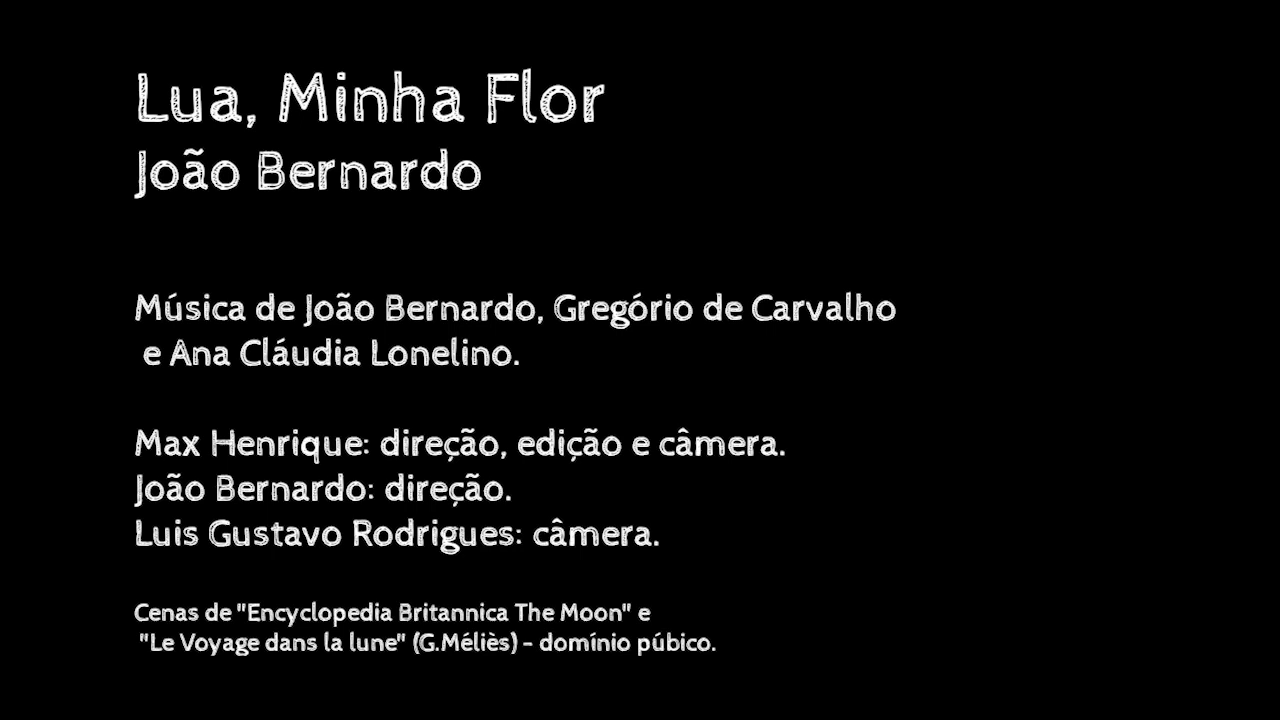 Lua, Minha Flor
João Bernardo
Música de João Bernardo, Gregório de Carvalho
e Ana Cláudia Lonelino.
Max Henrique: direção, edição e câmera.
João Bernardo: direção.
Luis Gustavo Rodrigues: câmera.
Cenas de "Encyclopedia Britannica The Moon" e
"Le Voyage dans la lune" (G.Méliès) - domínio púbico.